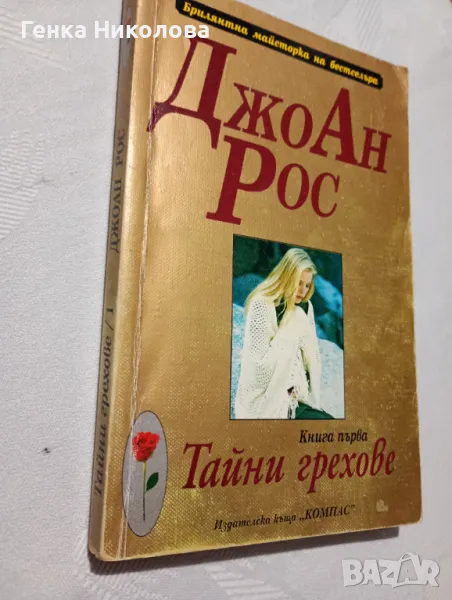 Генка Николова
Брилянтна майсторка на бестселъра
ДжоАн
Рос
Книга първа
Тайни грехове
Издателска къща „КОМПАС”
Тайни грехове / 1 ДЖОАН РОС
BAZAR